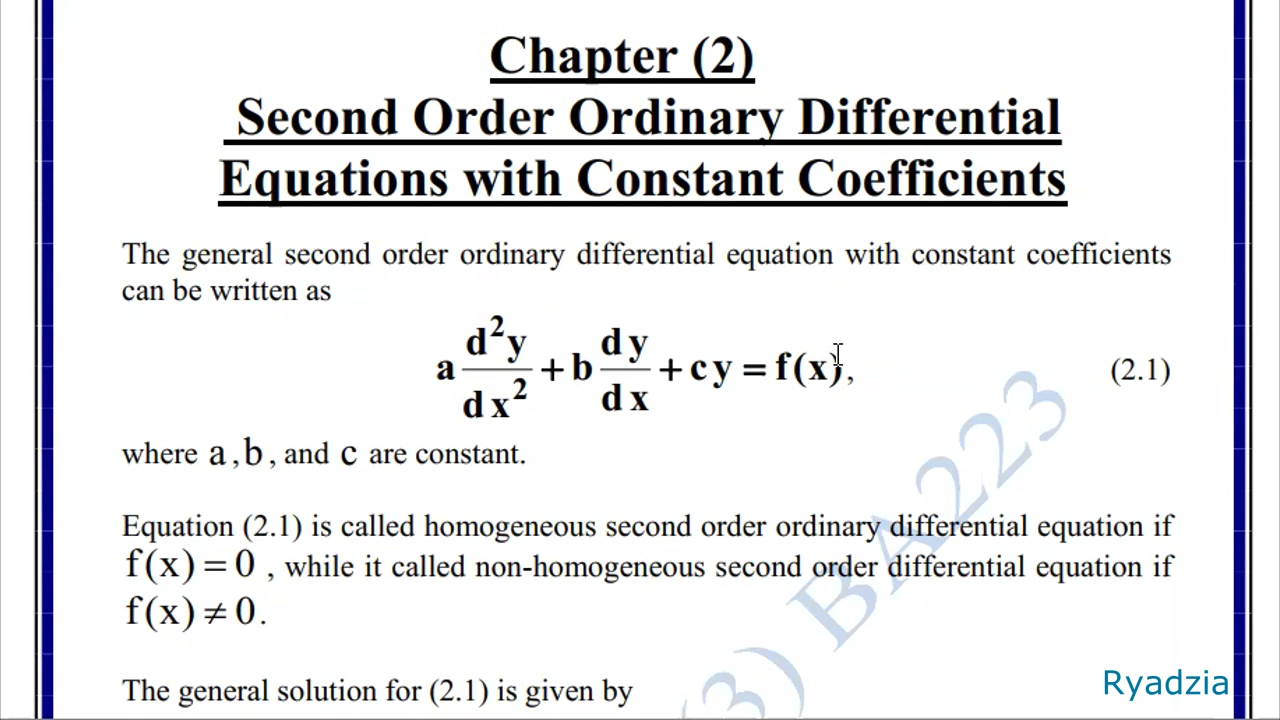 Chapter (2)
Second Order Ordinary Differential
Equations with Constant Coefficients
The general second order ordinary differential equation with constant coefficients
can be written as
a d²y/dx² + b dy/dx + cy = f(x), (2.1)
where a, b, and c are constant.
Equation (2.1) is called homogeneous second order ordinary differential equation if
f(x) = 0 , while it called non-homogeneous second order differential equation if
f(x) ≠ 0.
The general solution for (2.1) is given by
3) BA223
Ryadzia